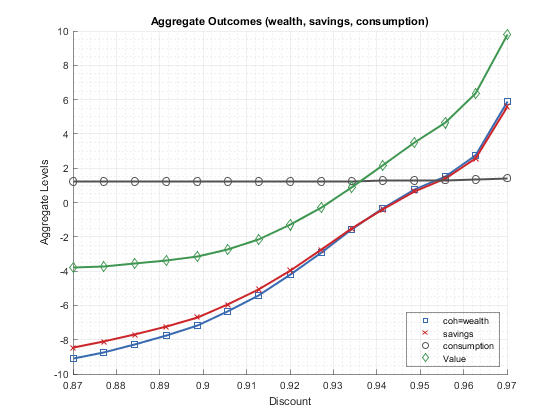 Aggregate Outcomes (wealth, savings, consumption)
10
8
6
4
2
0
-2
-4
-6
-8
-10
Aggregate Levels
0.87 0.88 0.89 0.9 0.91 0.92 0.93 0.94 0.95 0.96 0.97
Discount
coh=wealth
savings
consumption
Value